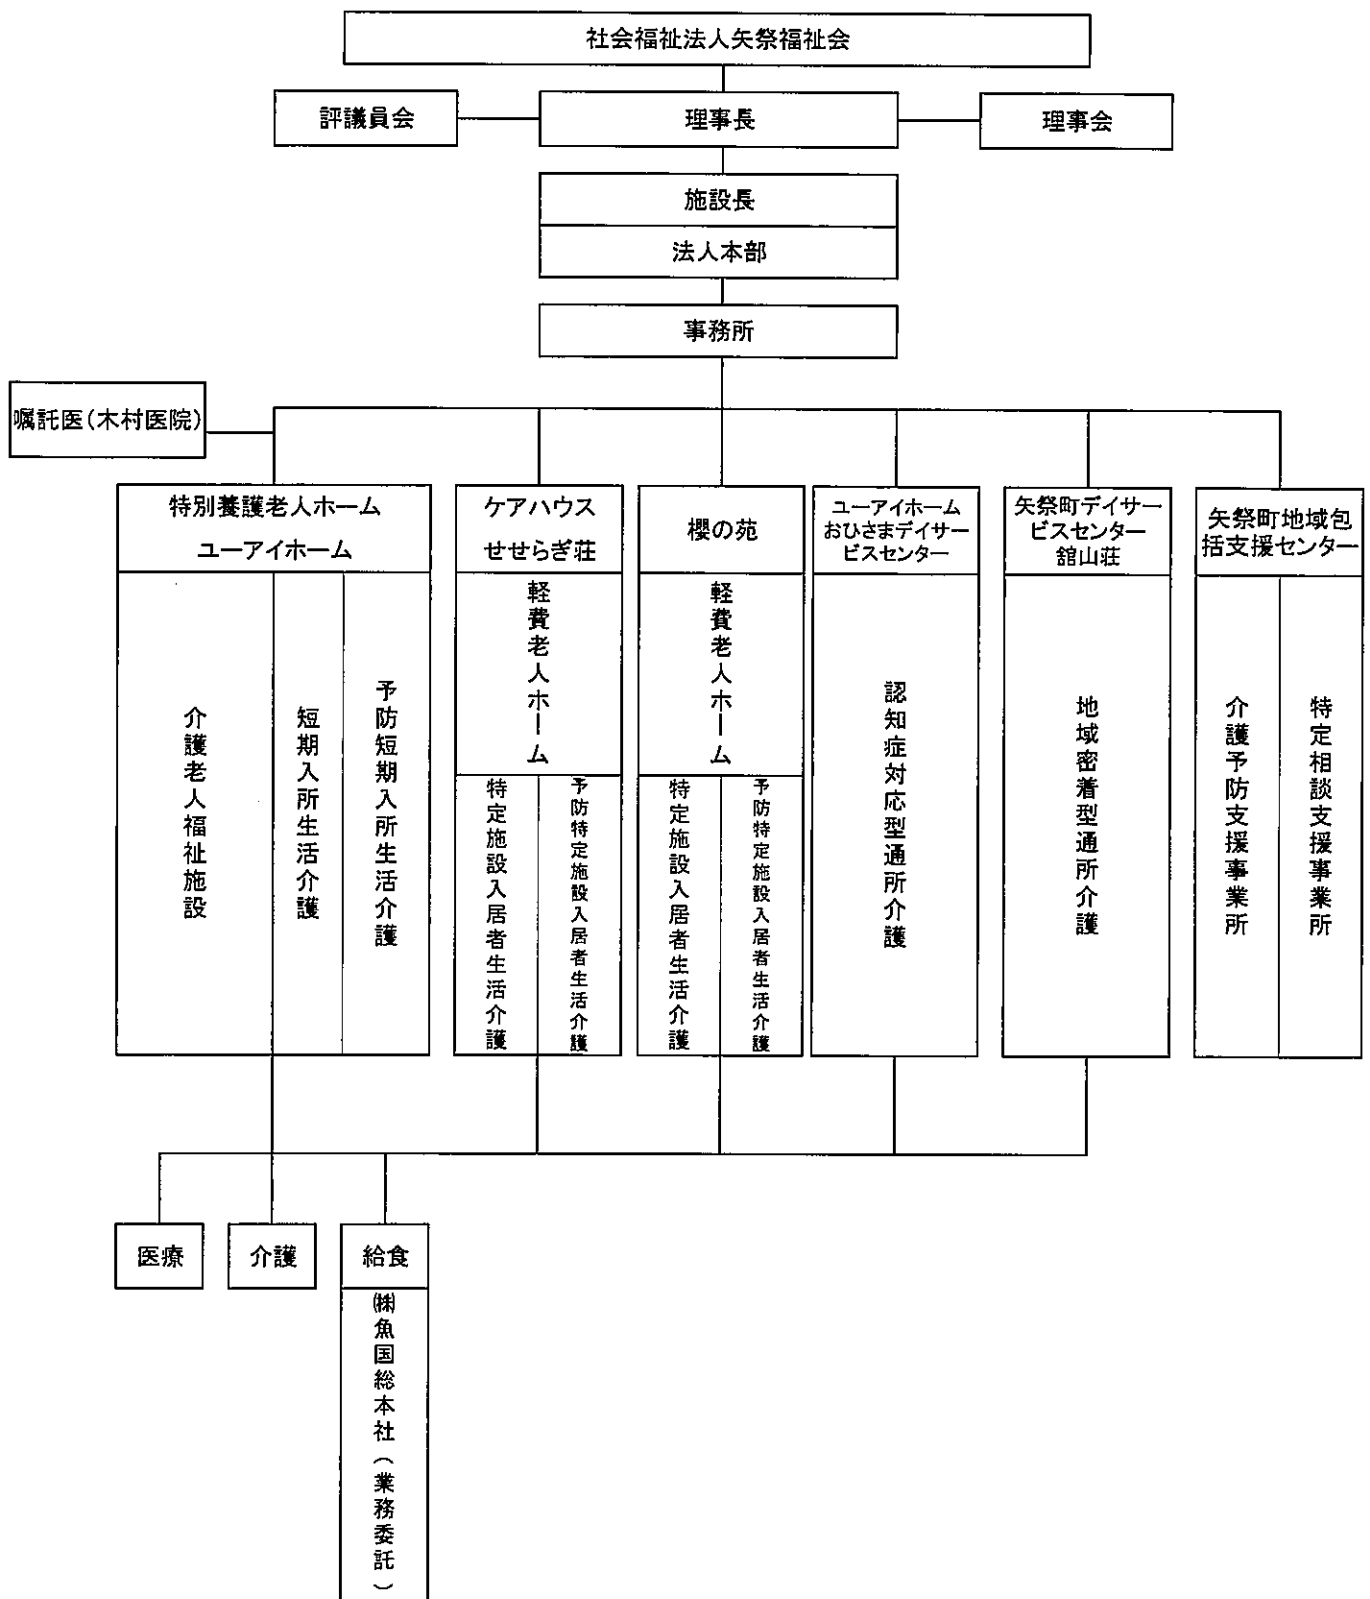 社会福祉法人矢祭福祉会
評議員会
理事長
理事会
施設長
法人本部
事務所
嘱託医(木村医院)
特別養護老人ホーム
ユーアイホーム
ケアハウス
せせらぎ荘
櫻の苑
ユーアイホーム
おひさまデイサー
ビスセンター
矢祭町デイサー
ビスセンター
舘山荘
矢祭町地域包
括支援センター
介護老人福祉施設
短期入所生活介護
予防短期入所生活介護
軽費老人ホーム
特定施設入居者生活介護
予防特定施設入居者生活介護
軽費老人ホーム
特定施設入居者生活介護
予防特定施設入居者生活介護
認知症対応型通所介護
地域密着型通所介護
介護予防支援事業所
特定相談支援事業所
医療
介護
給食
㈱魚国総本社(業務委託)